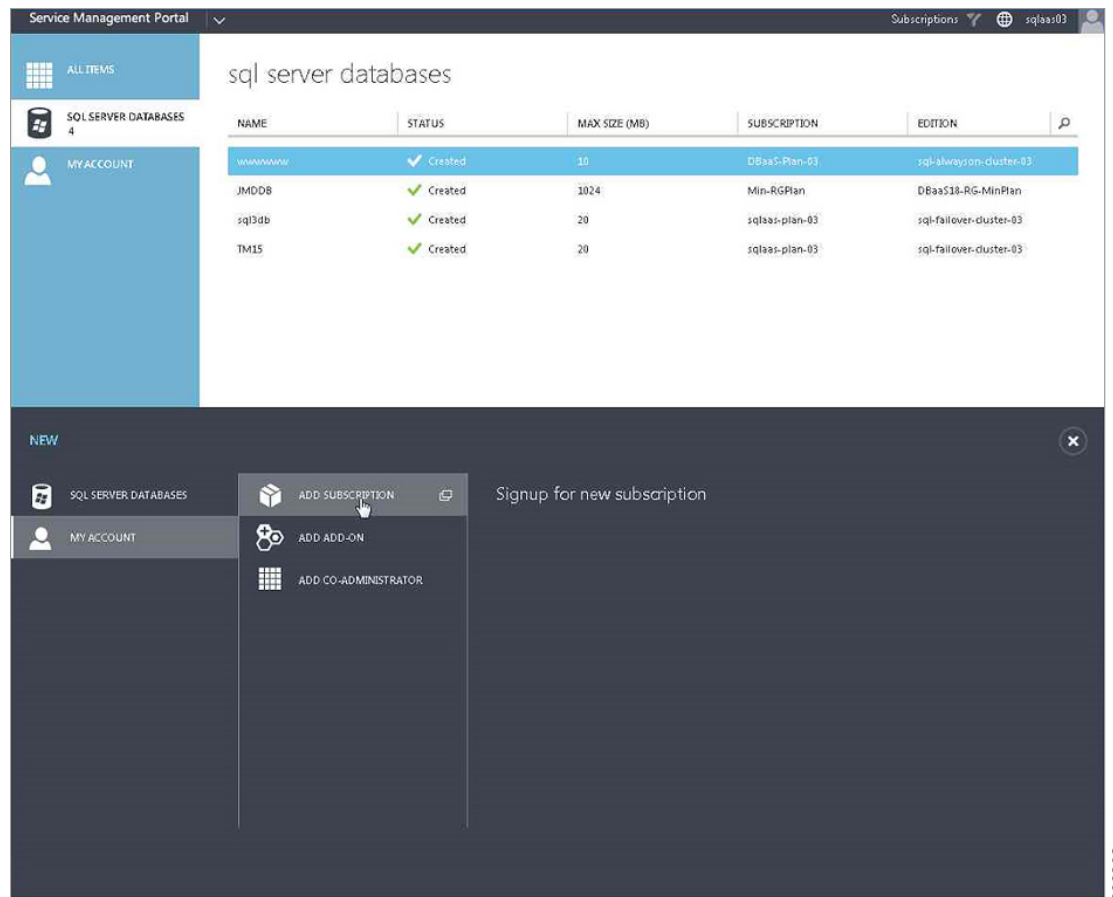 Service Management Portal
Subscriptions sqlaas03
ALL ITEMS
SQL SERVER DATABASES
4
MY ACCOUNT
sql server databases
NAME STATUS MAX SIZE (MB) SUBSCRIPTION EDITION
Created 10 DBaaS-Plan-03 sql-alwayson-cluster-03
JMDDB Created 1024 Min-RGPlan DBaaS18-RG-MinPlan
sql3db Created 20 sqlaas-plan-03 sql-failover-cluster-03
TM15 Created 20 sqlaas-plan-03 sql-failover-cluster-03
NEW
SQL SERVER DATABASES
MY ACCOUNT
ADD SUBSCRIPTION
ADD ADD-ON
ADD CO-ADMINISTRATOR
Signup for new subscription